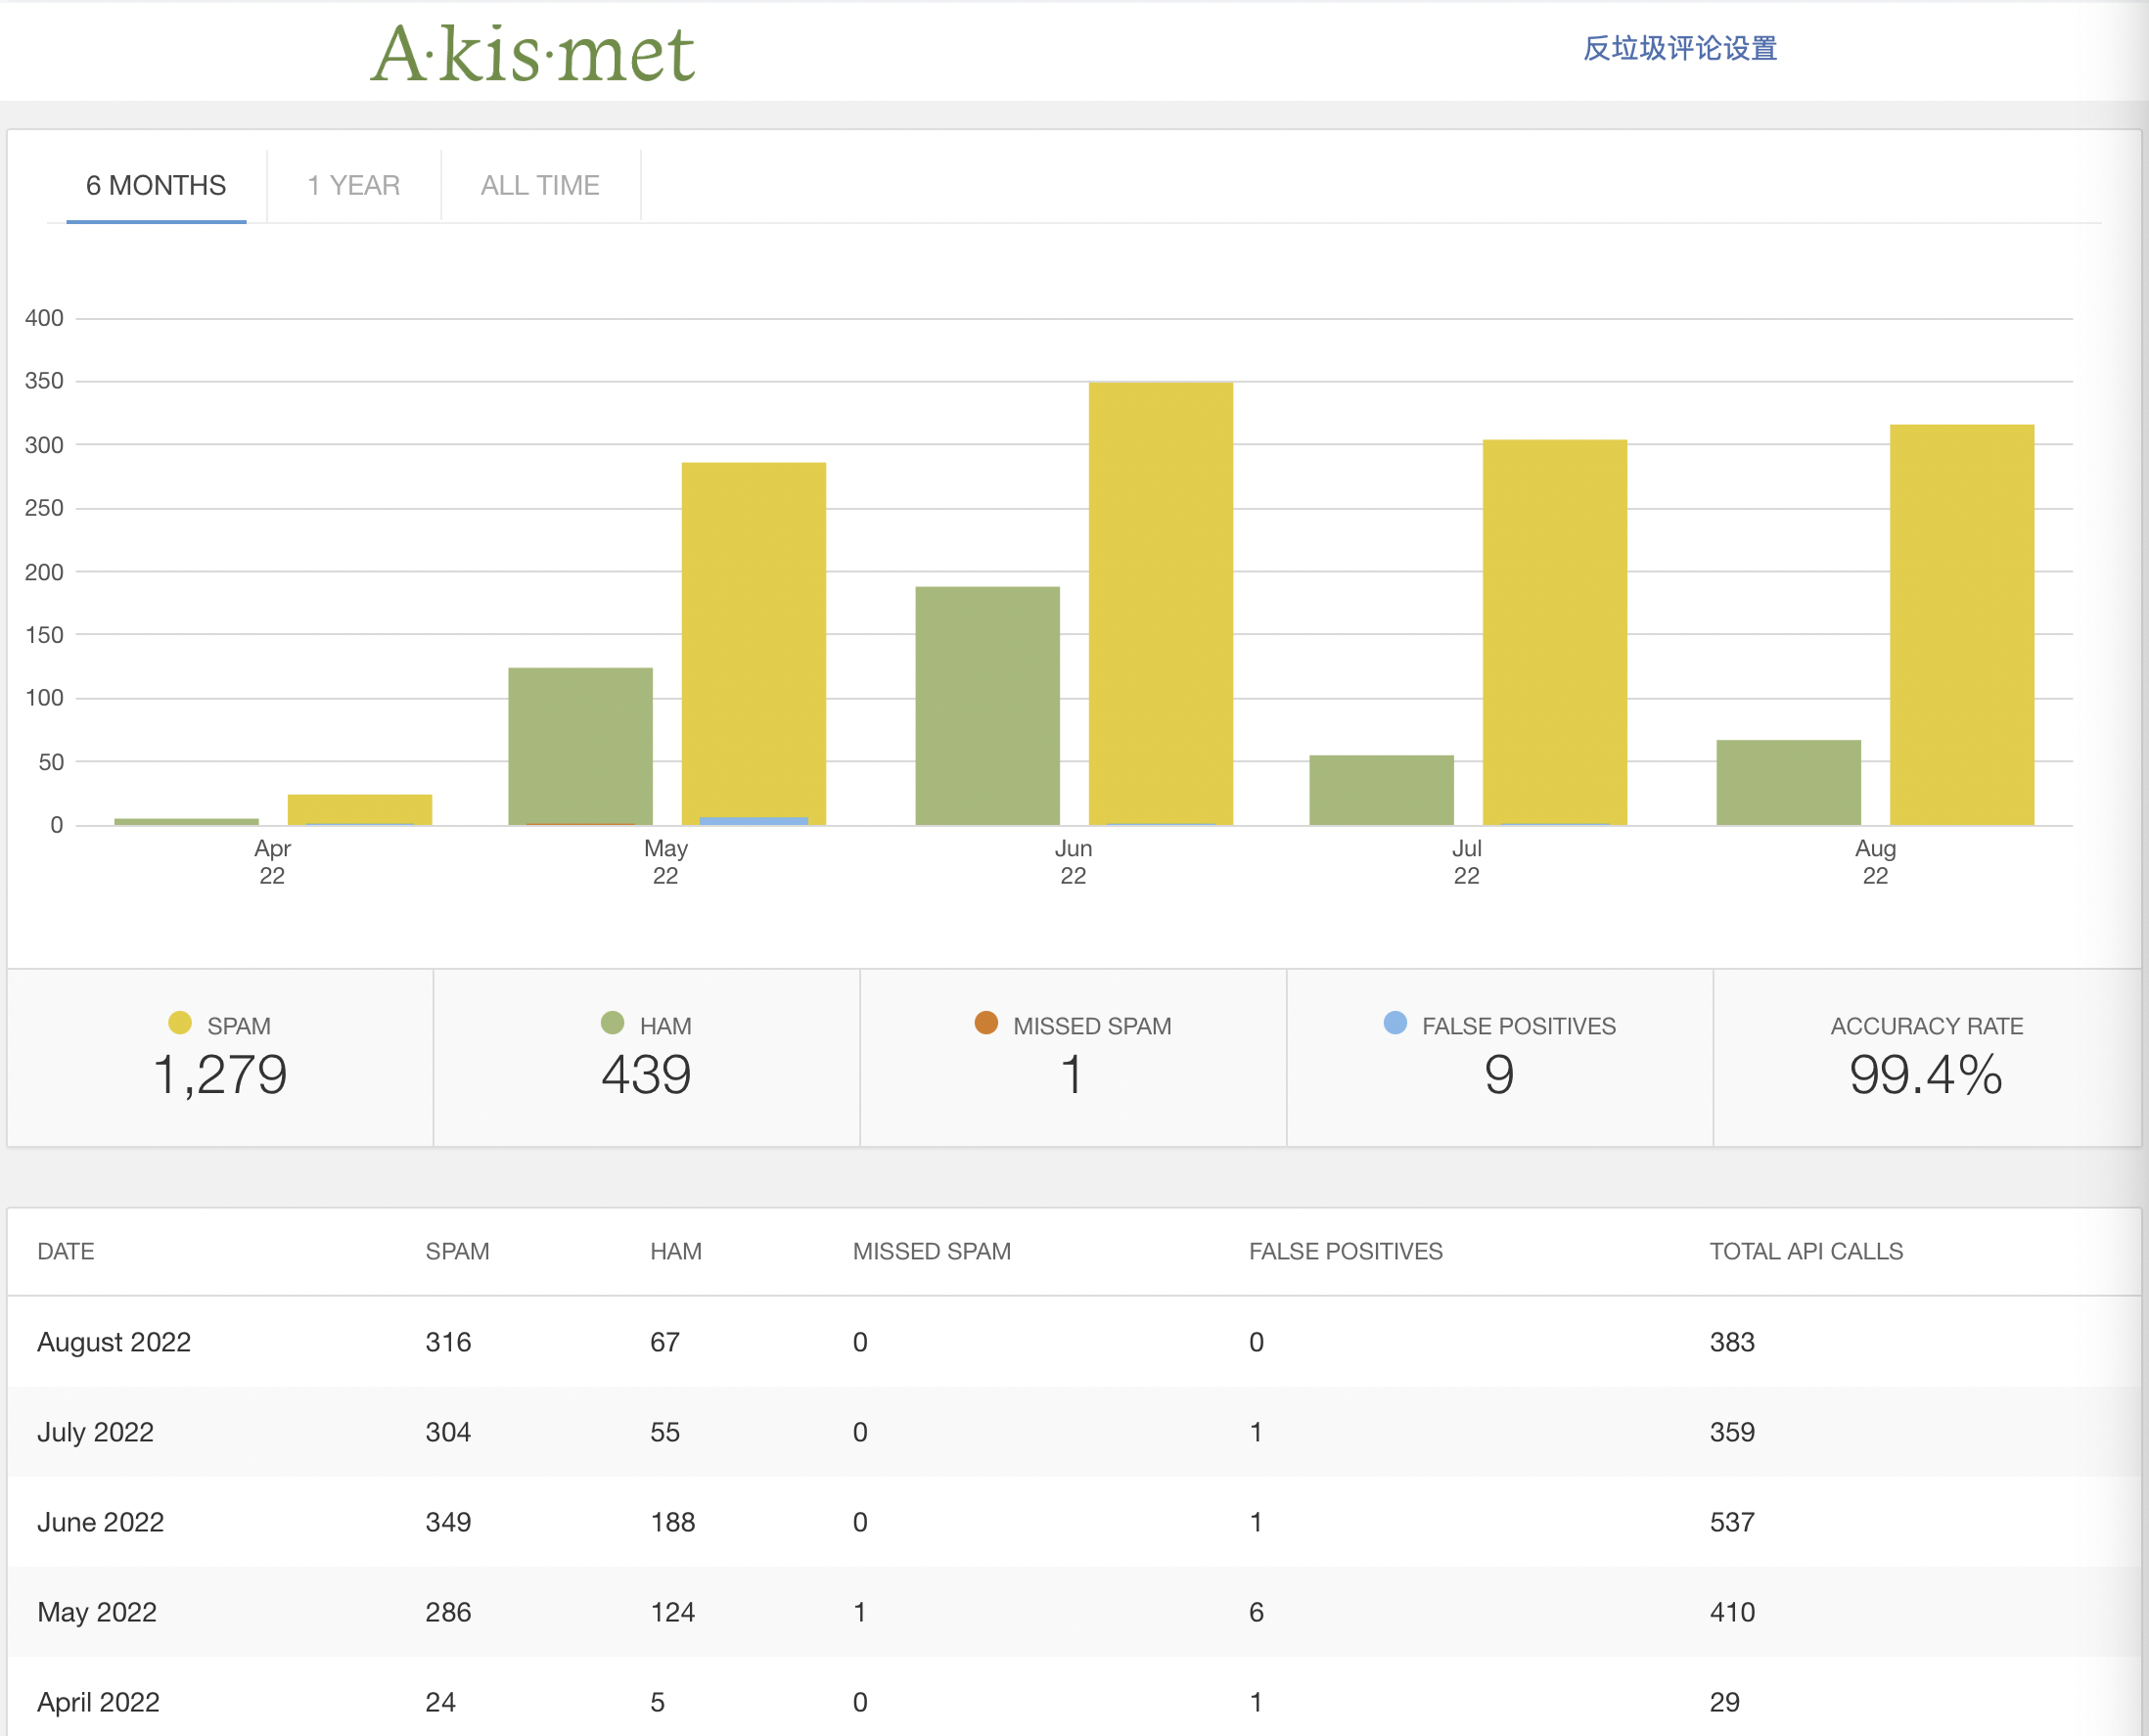 A·kis·met
反垃圾评论设置
6 MONTHS 1 YEAR ALL TIME
400
350
300
250
200
150
100
50
0
Apr 22
May 22
Jun 22
Jul 22
Aug 22
SPAM
1,279
HAM
439
MISSED SPAM
1
FALSE POSITIVES
9
ACCURACY RATE
99.4%
DATE SPAM HAM MISSED SPAM FALSE POSITIVES TOTAL API CALLS
August 2022 316 67 0 0 383
July 2022 304 55 0 1 359
June 2022 349 188 0 1 537
May 2022 286 124 1 6 410
April 2022 24 5 0 1 29